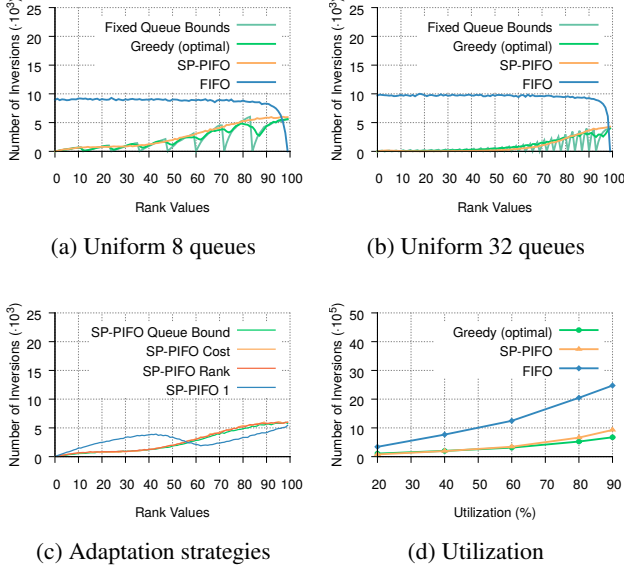 Number of Inversions (·10³)
25
20
15
10
5
0
Fixed Queue Bounds
Greedy (optimal)
SP-PIFO
FIFO
0 10 20 30 40 50 60 70 80 90 100
Rank Values
(a) Uniform 8 queues
Number of Inversions (·10³)
25
20
15
10
5
0
Fixed Queue Bounds
Greedy (optimal)
SP-PIFO
FIFO
0 10 20 30 40 50 60 70 80 90 100
Rank Values
(b) Uniform 32 queues
Number of Inversions (·10³)
25
20
15
10
5
0
SP-PIFO Queue Bound
SP-PIFO Cost
SP-PIFO Rank
SP-PIFO 1
0 10 20 30 40 50 60 70 80 90 100
Rank Values
(c) Adaptation strategies
Number of Inversions (·10⁵)
50
40
30
20
10
0
Greedy (optimal)
SP-PIFO
FIFO
20 30 40 50 60 70 80 90
Utilization (%)
(d) Utilization